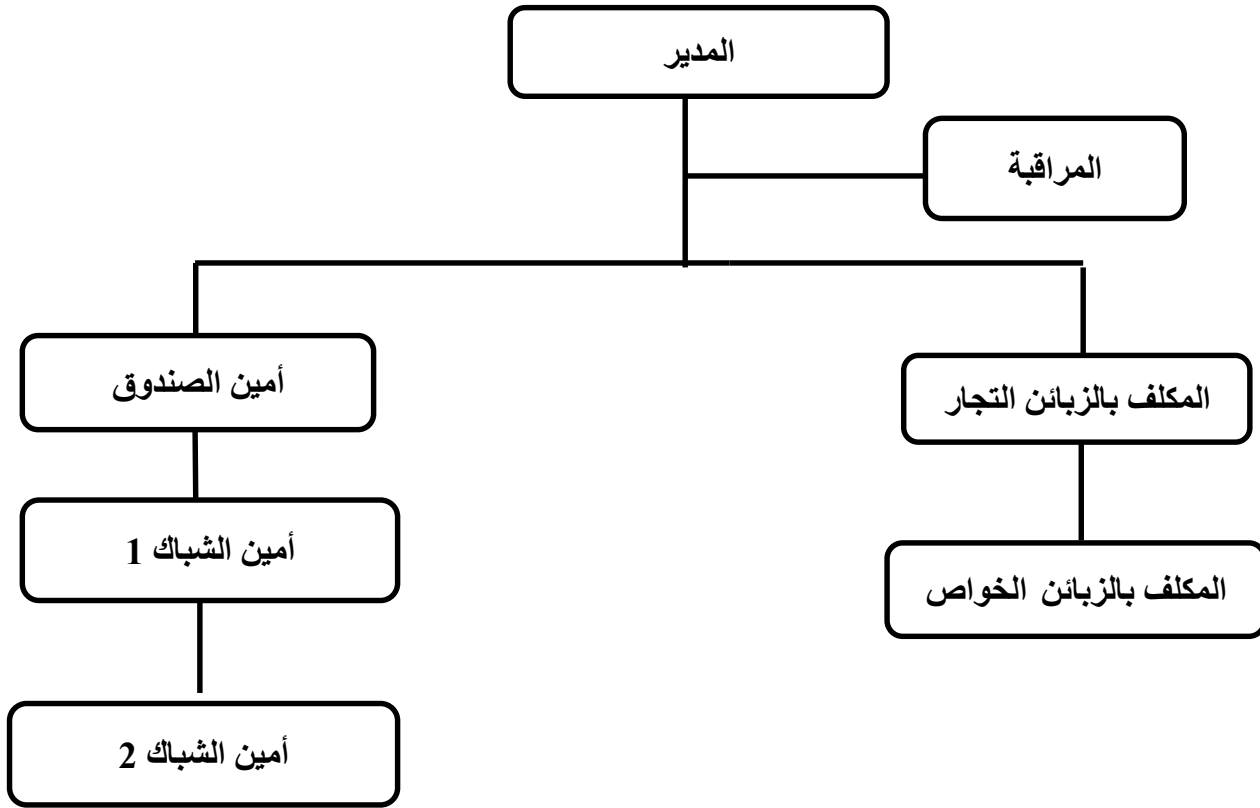 المدير
المراقبة
المكلف بالزبائن التجار
المكلف بالزبائن الخواص
أمين الصندوق
أمين الشباك 1
أمين الشباك 2